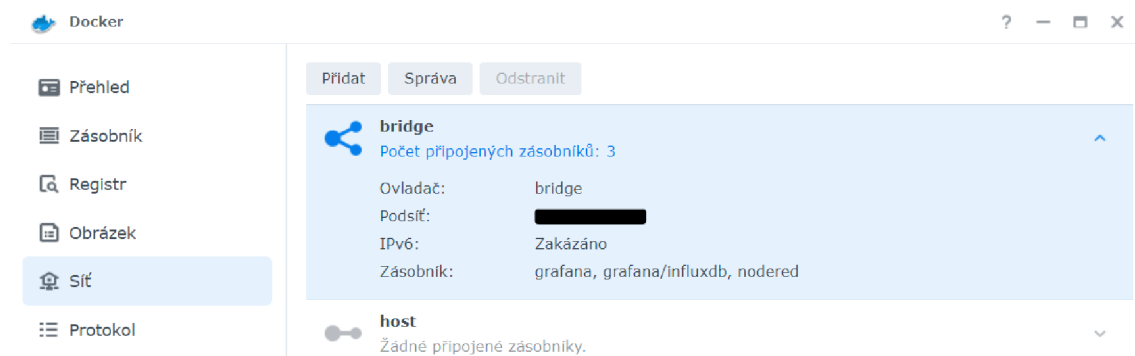 Docker
?
Přehled
Zásobník
Registr
Obrázek
Síť
Protokol
Přidat Správa Odstranit
bridge
Počet připojených zásobníků: 3
Ovladač: bridge
Podsíť:
IPv6: Zakázáno
Zásobník: grafana, grafana/influxdb, nodered
host
Žádné připojené zásobníky.